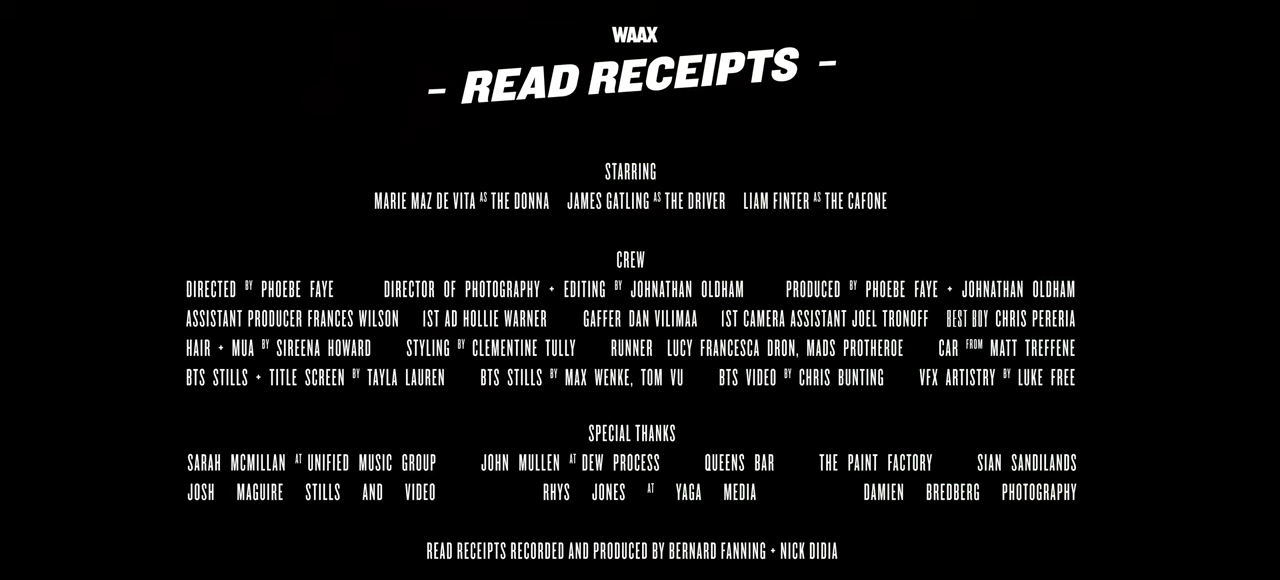 WAAX
- READ RECEIPTS -
STARRING
MARIE MAZ DE VITA AS THE DONNA JAMES GATLING AS THE DRIVER LIAM FINTER AS THE CAFONE
CREW
DIRECTED BY PHOEBE FAYE DIRECTOR OF PHOTOGRAPHY + EDITING BY JOHNATHAN OLDHAM PRODUCED BY PHOEBE FAYE + JOHNATHAN OLDHAM
ASSISTANT PRODUCER FRANCES WILSON 1ST AD HOLLIE WARNER GAFFER DAN VILIMAA 1ST CAMERA ASSISTANT JOEL TRONOFF BEST BOY CHRIS PERERIA
HAIR + MUA BY SIREENA HOWARD STYLING BY CLEMENTINE TULLY RUNNER LUCY FRANCESCA DRON, MADS PROTHEROE CAR FROM MATT TREFFENE
BTS STILLS + TITLE SCREEN BY TAYLA LAUREN BTS STILLS BY MAX WENKE, TOM VU BTS VIDEO BY CHRIS BUNTING VFX ARTISTRY BY LUKE FREE
SPECIAL THANKS
SARAH MCMILLAN AT UNIFIED MUSIC GROUP JOHN MULLEN AT DEW PROCESS QUEENS BAR THE PAINT FACTORY SIAN SANDILANDS
JOSH MAGUIRE STILLS AND VIDEO RHYS JONES AT YAGA MEDIA DAMIEN BREDBERG PHOTOGRAPHY
READ RECEIPTS RECORDED AND PRODUCED BY BERNARD FANNING + NICK DIDIA